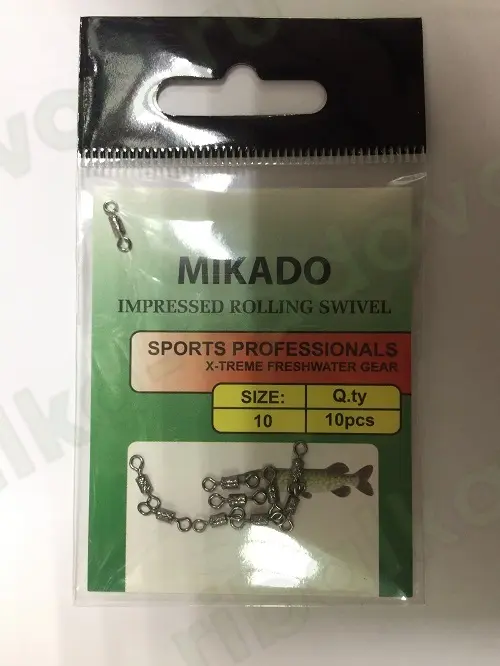 MIKADO
IMPRESSED ROLLING SWIVEL
SPORTS PROFESSIONALS
X-TREME FRESHWATER GEAR
SIZE: Q.ty
10 10pcs